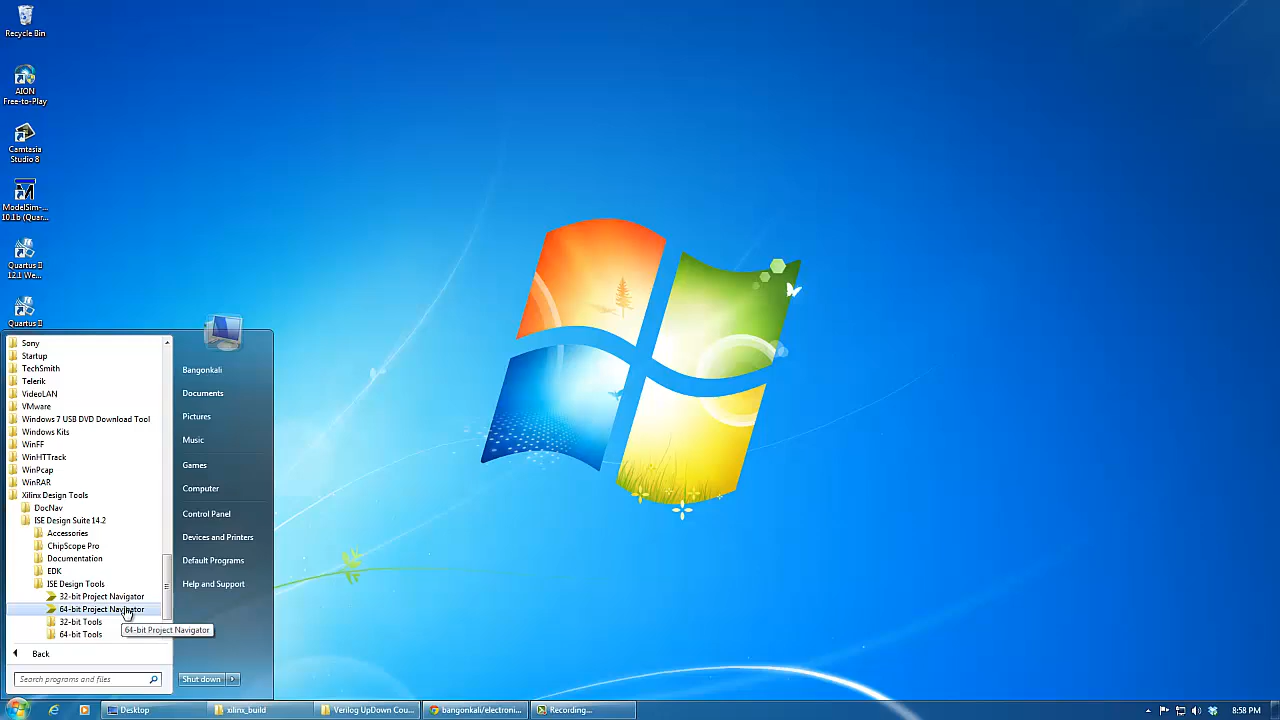 Recycle Bin
AION
Free-to-Play
Camtasia
Studio 8
ModelSim-...
10.1b (Quar...
Quartus II
12.1 We...
Quartus II
Sony
Startup
TechSmith
Telerik
VideoLAN
VMware
Windows 7 USB DVD Download Tool
Windows Kits
WinFF
WinHTTrack
WinPcap
WinRAR
Xilinx Design Tools
DocNav
ISE Design Suite 14.2
Accessories
ChipScope Pro
Documentation
EDK
ISE Design Tools
32-bit Project Navigator
64-bit Project Navigator
32-bit Tools
64-bit Tools
64-bit Project Navigator
Back
Search programs and files
Bangonkali
Documents
Pictures
Music
Games
Computer
Control Panel
Devices and Printers
Default Programs
Help and Support
Shut down
Desktop
xilinx_build
Verilog UpDown Cou...
bangonkali/electroni...
Recording...
8:58 PM